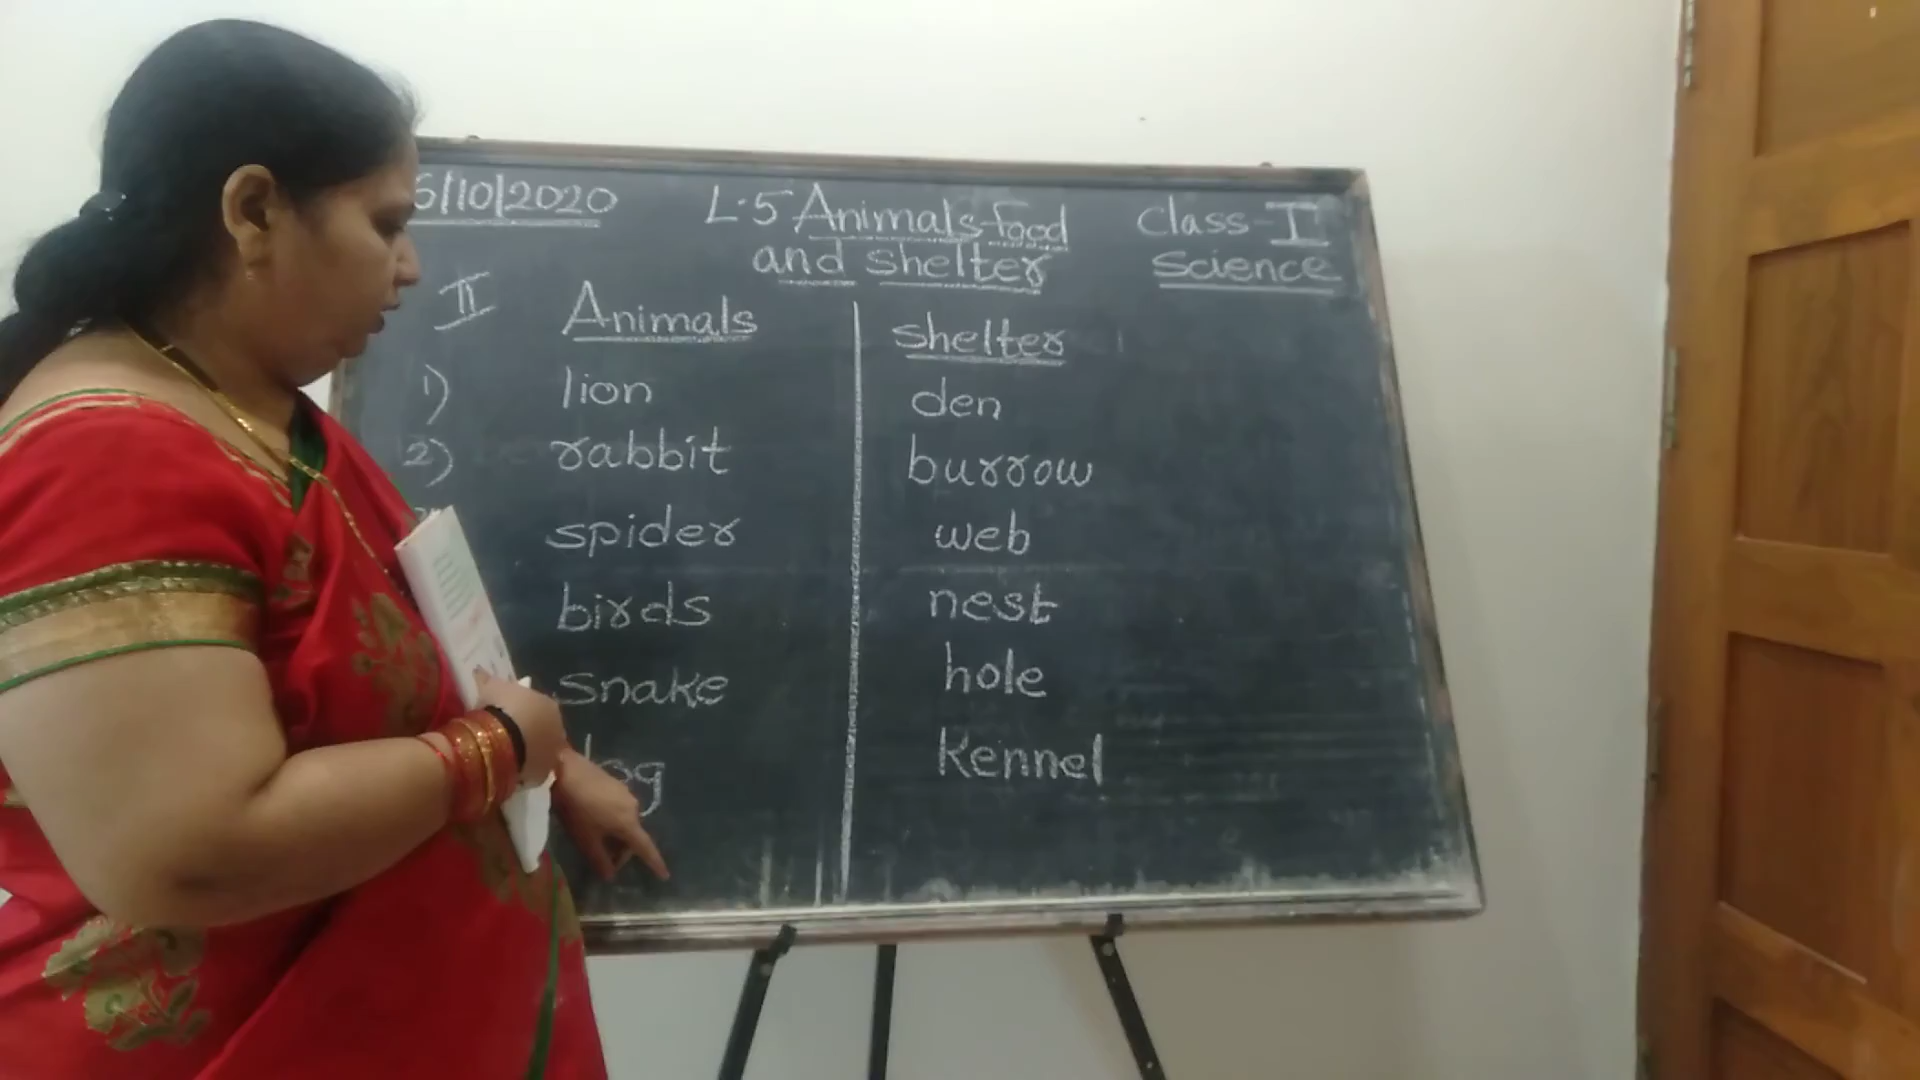 6/10/2020 L.5 Animals-food Class-I
and shelter Science
II Animals shelter
1) lion den
2) rabbit burrow
spider web
birds nest
snake hole
dog Kennel